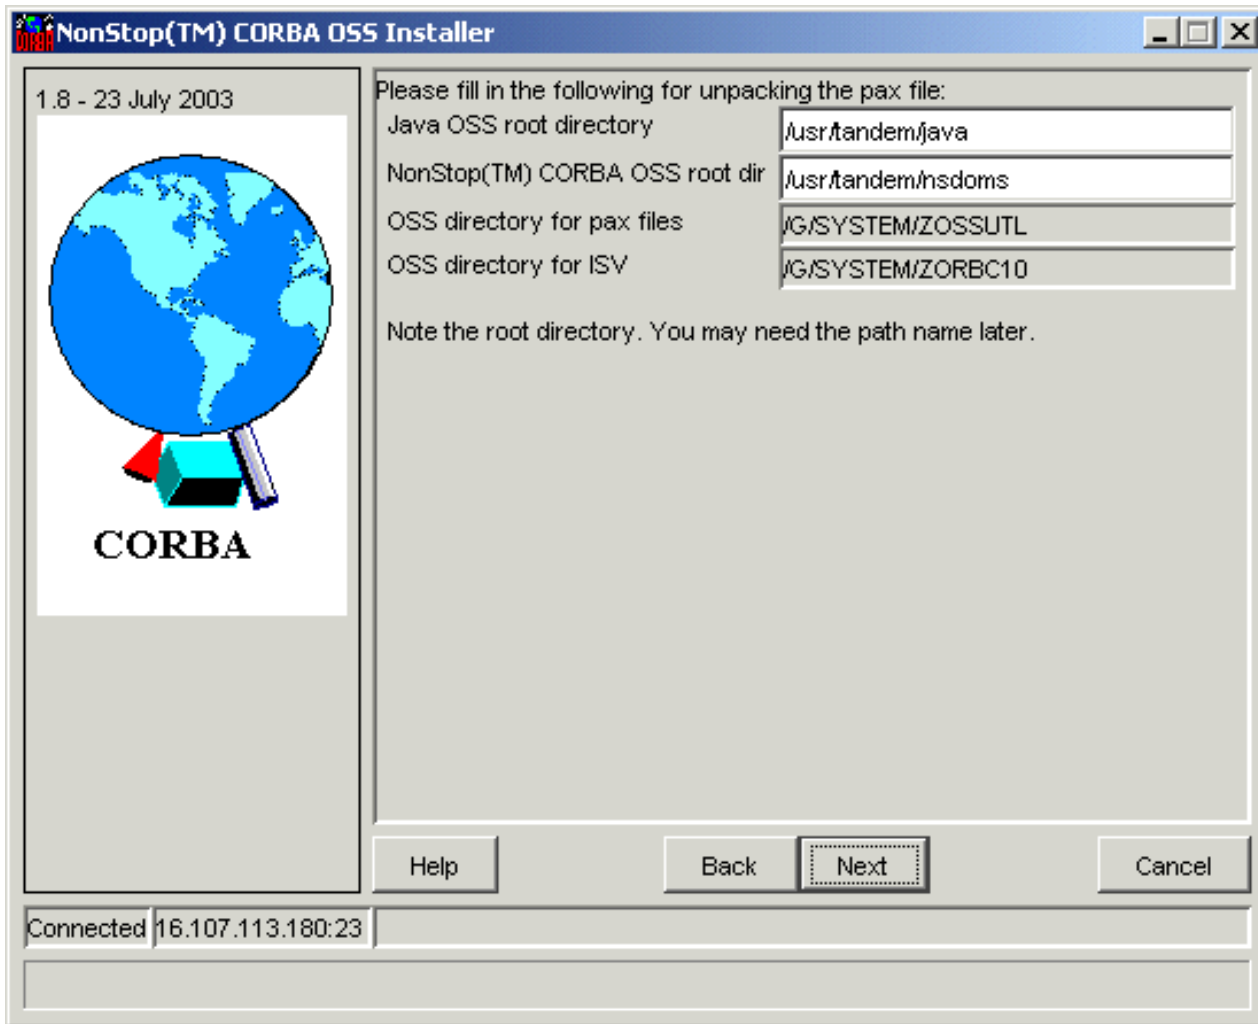 NonStop(TM) CORBA OSS Installer
1.8 - 23 July 2003
CORBA
Please fill in the following for unpacking the pax file:
Java OSS root directory /usr/tandem/java
NonStop(TM) CORBA OSS root dir /usr/tandem/nsdoms
OSS directory for pax files /G/SYSTEM/ZOSSUTL
OSS directory for ISV /G/SYSTEM/ZORBC10
Note the root directory. You may need the path name later.
Help Back Next Cancel
Connected 16.107.113.180:23